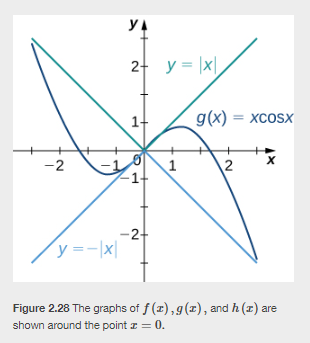 y
2
y = |x|
1
g(x) = xcosx
-2
-1
0
1
2
x
-1
-2
y = -|x|
Figure 2.28 The graphs of f (x), g (x), and h (x) are
shown around the point x = 0.